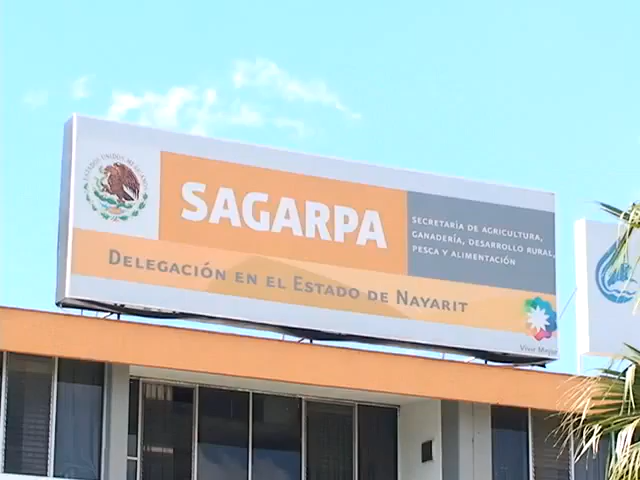 ESTADOS UNIDOS MEXICANOS
SAGARPA
SECRETARÍA DE AGRICULTURA,
GANADERÍA, DESARROLLO RURAL,
PESCA Y ALIMENTACIÓN
DELEGACIÓN EN EL ESTADO DE NAYARIT
Vivir Mejor